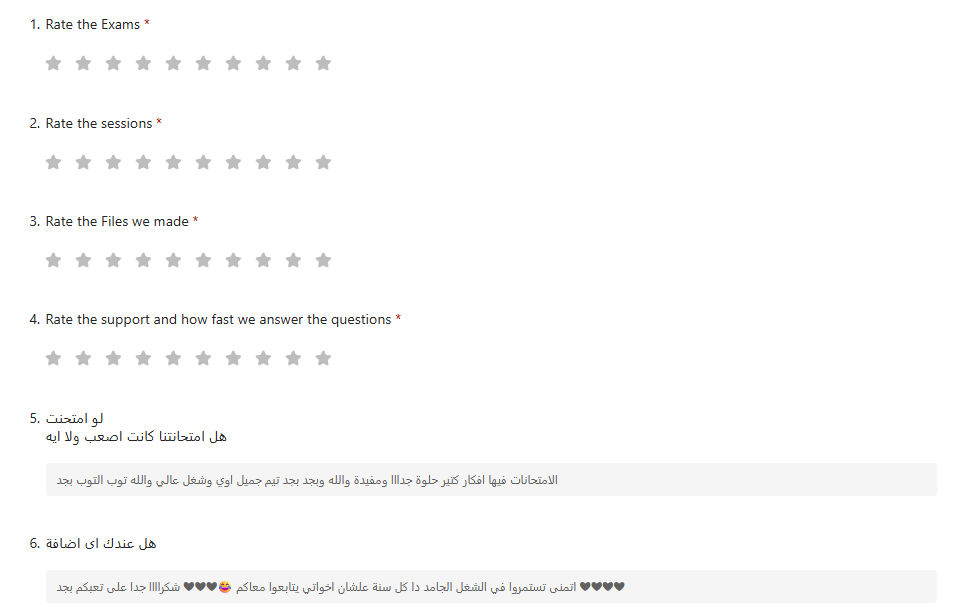 1. Rate the Exams *
2. Rate the sessions *
3. Rate the Files we made *
4. Rate the support and how fast we answer the questions *
5. لو امتحنت
هل امتحانتنا كانت اصعب ولا ايه
الامتحانات فيها افكار كتير حلوة جدااا ومفيدة والله وبجد بجد تيم جميل اوي وشغل عالي والله توب التوب بجد
6. هل عندك اى اضافة
شكراااا جدا على تعبكم بجد ♥♥♥😂 اتمنى تستمروا في الشغل الجامد دا كل سنة علشان اخواتي يتابعوا معاكم ♥♥♥♥